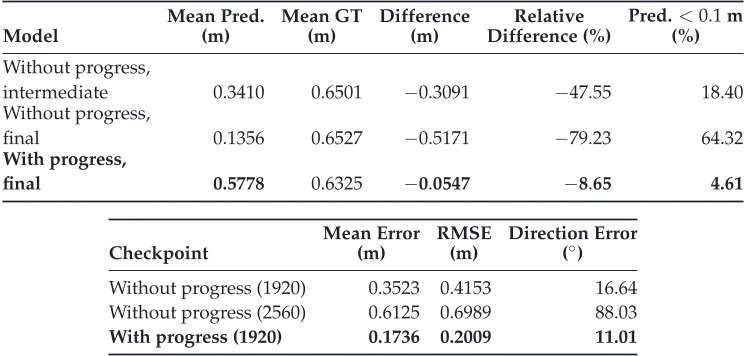 Model Mean Pred. (m) Mean GT (m) Difference (m) Relative Difference (%) Pred. < 0.1 m (%)
Without progress,
intermediate 0.3410 0.6501 −0.3091 −47.55 18.40
Without progress,
final 0.1356 0.6527 −0.5171 −79.23 64.32
With progress,
final 0.5778 0.6325 −0.0547 −8.65 4.61
Checkpoint Mean Error (m) RMSE (m) Direction Error (°)
Without progress (1920) 0.3523 0.4153 16.64
Without progress (2560) 0.6125 0.6989 88.03
With progress (1920) 0.1736 0.2009 11.01